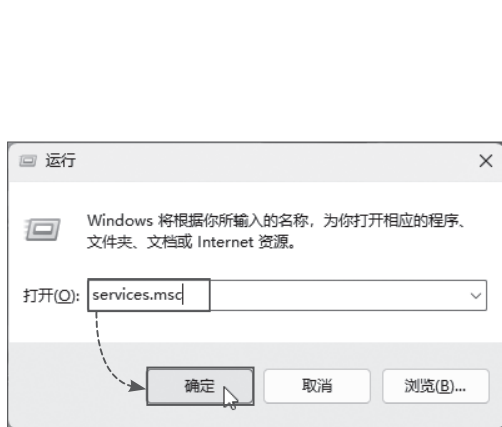 运行
Windows 将根据你所输入的名称，为你打开相应的程序、
文件夹、文档或 Internet 资源。
打开(O): services.msc
确定 取消 浏览(B)...